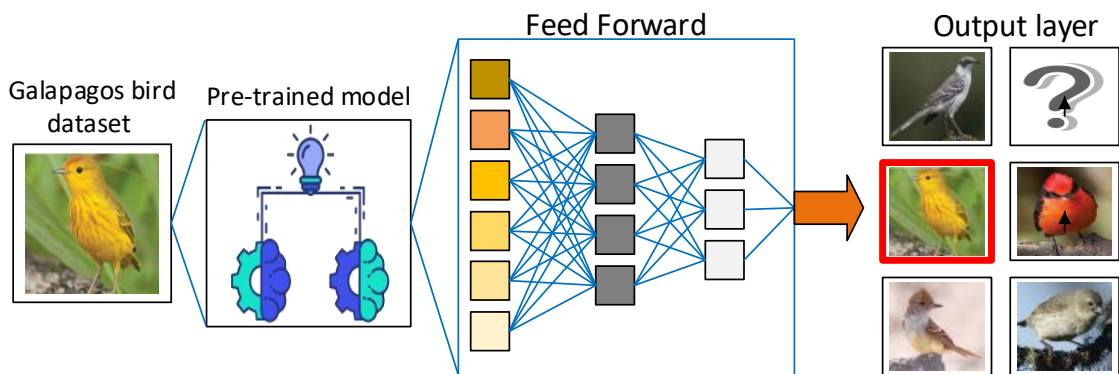 Galapagos bird
dataset
Pre-trained model
Feed Forward
Output layer
?